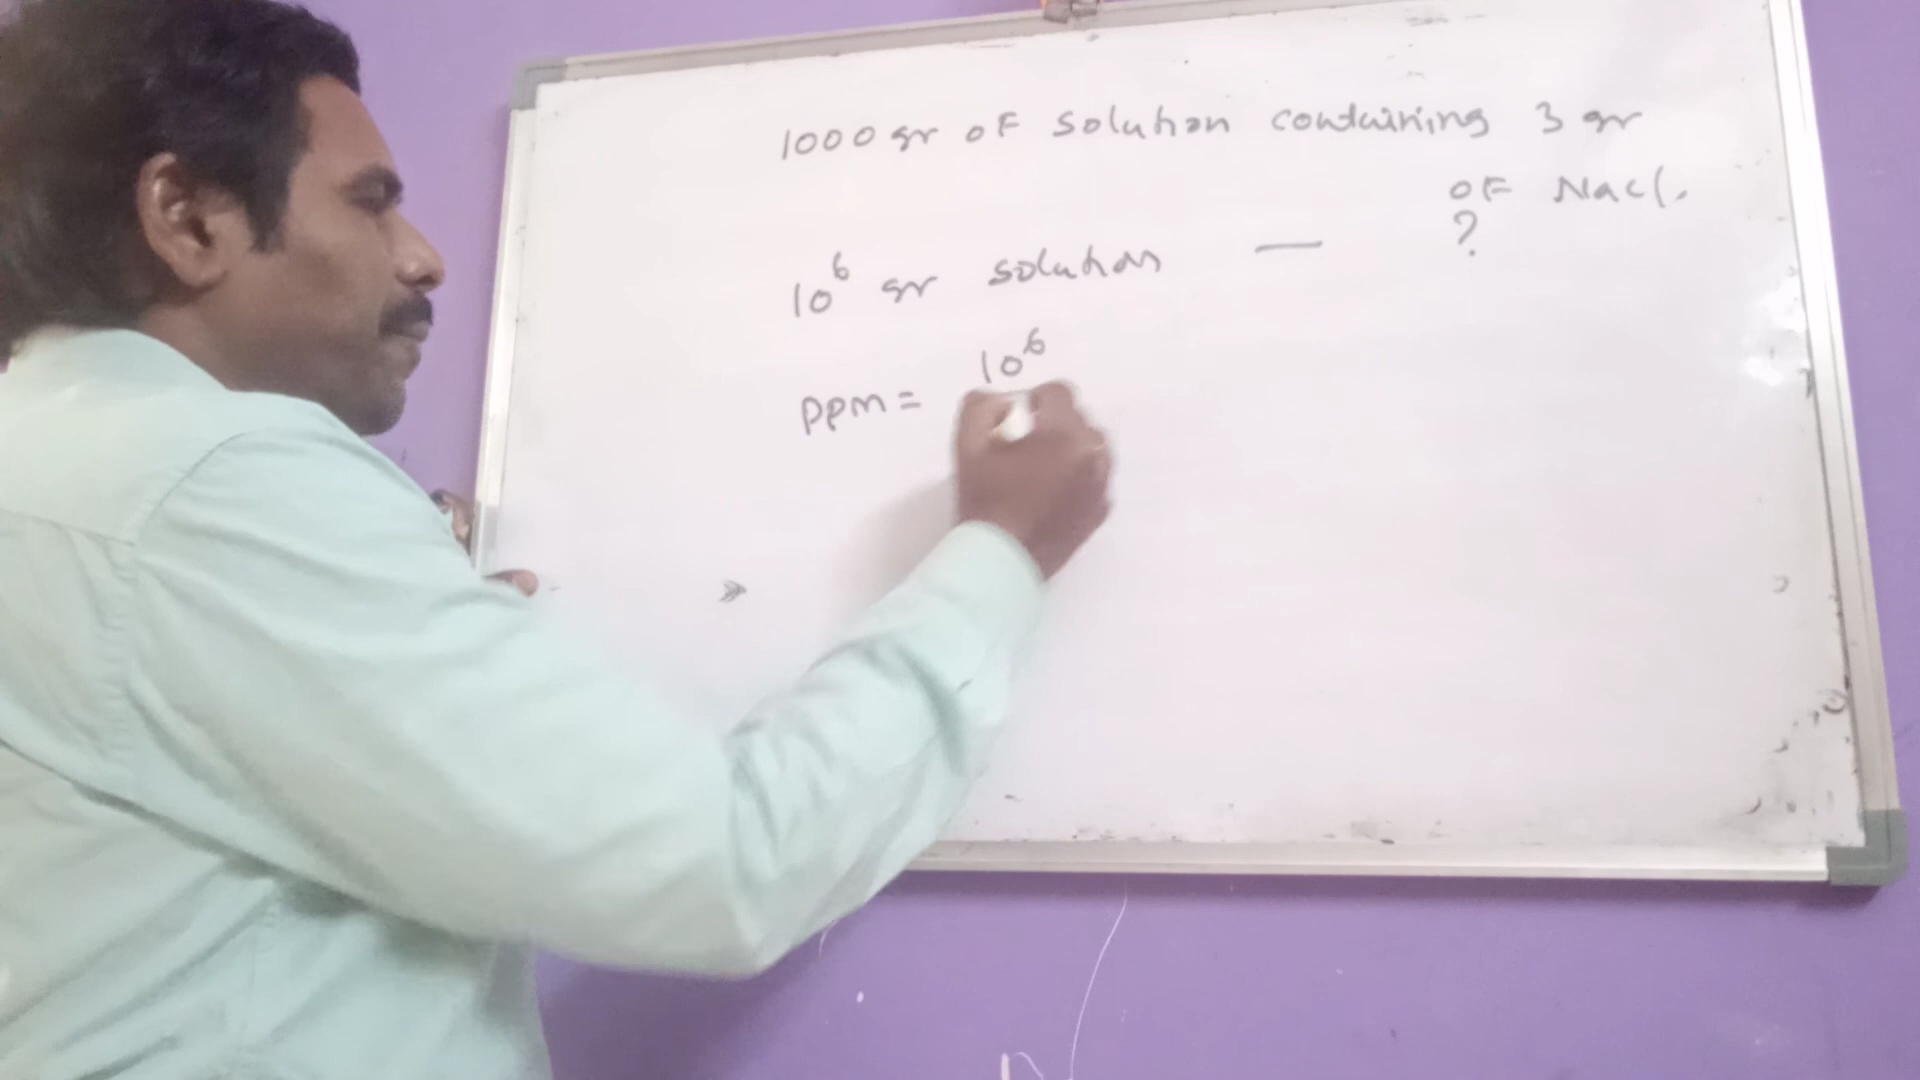 1000 gr of solution containing 3 gr
of Nacl.
10⁶ gr solution — ?
ppm = 10⁶